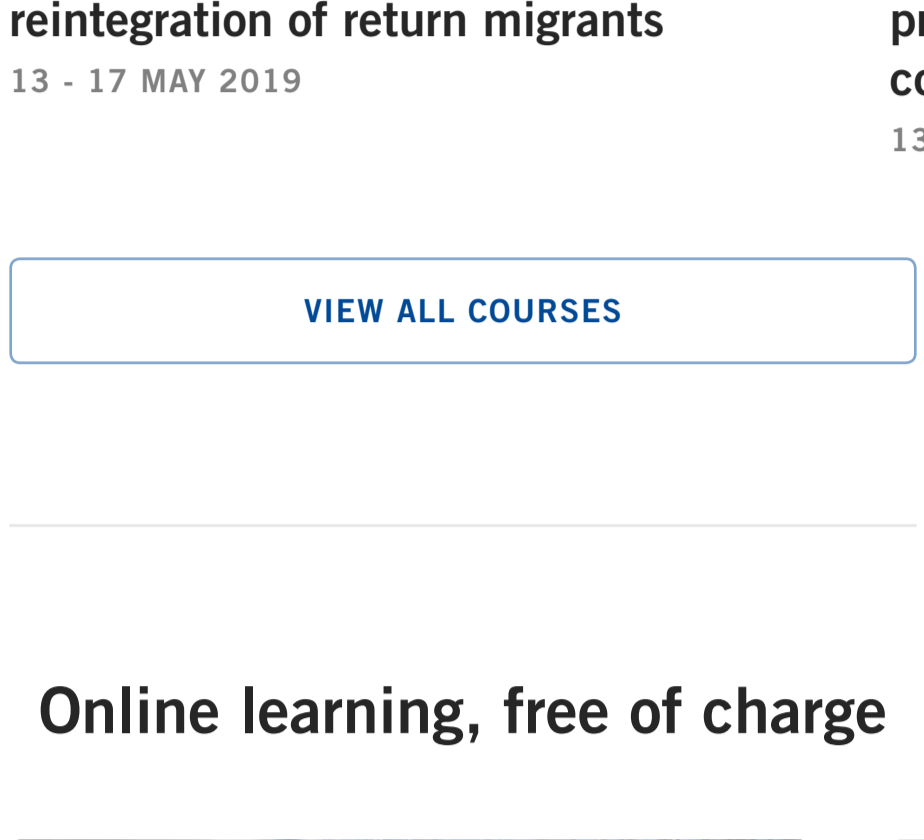 reintegration of return migrants
13 - 17 MAY 2019
VIEW ALL COURSES
Online learning, free of charge